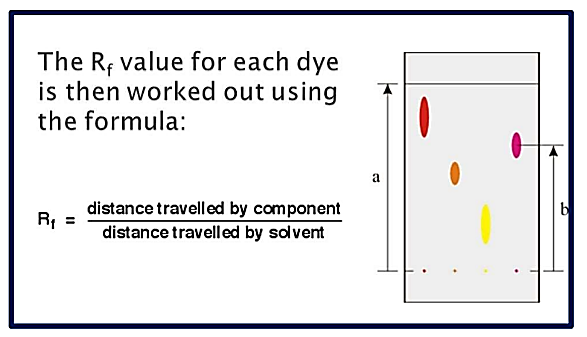 The Rf value for each dye
is then worked out using
the formula:
Rf = distance travelled by component
distance travelled by solvent
a
b